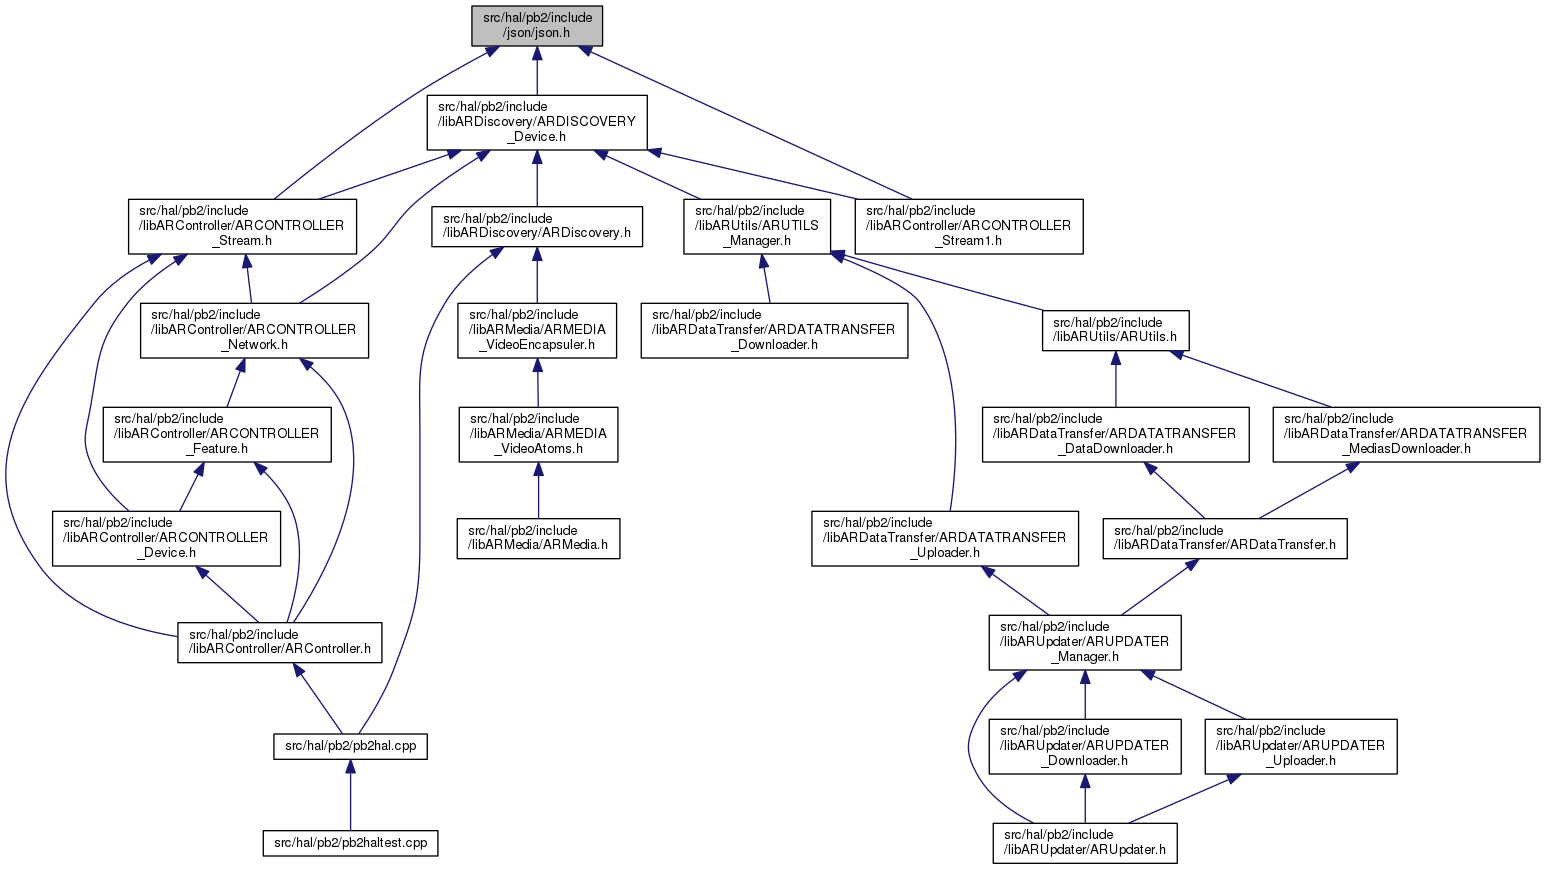 src/hal/pb2/include
/json/json.h
src/hal/pb2/include
/libARDiscovery/ARDISCOVERY
_Device.h
src/hal/pb2/include
/libARController/ARCONTROLLER
_Stream.h
src/hal/pb2/include
/libARDiscovery/ARDiscovery.h
src/hal/pb2/include
/libARUtils/ARUTILS
_Manager.h
src/hal/pb2/include
/libARController/ARCONTROLLER
_Stream1.h
src/hal/pb2/include
/libARController/ARCONTROLLER
_Network.h
src/hal/pb2/include
/libARMedia/ARMEDIA
_VideoEncapsuler.h
src/hal/pb2/include
/libARDataTransfer/ARDATATRANSFER
_Downloader.h
src/hal/pb2/include
/libARUtils/ARUtils.h
src/hal/pb2/include
/libARController/ARCONTROLLER
_Feature.h
src/hal/pb2/include
/libARMedia/ARMEDIA
_VideoAtoms.h
src/hal/pb2/include
/libARDataTransfer/ARDATATRANSFER
_DataDownloader.h
src/hal/pb2/include
/libARDataTransfer/ARDATATRANSFER
_MediasDownloader.h
src/hal/pb2/include
/libARController/ARCONTROLLER
_Device.h
src/hal/pb2/include
/libARMedia/ARMedia.h
src/hal/pb2/include
/libARDataTransfer/ARDATATRANSFER
_Uploader.h
src/hal/pb2/include
/libARDataTransfer/ARDataTransfer.h
src/hal/pb2/include
/libARController/ARController.h
src/hal/pb2/include
/libARUpdater/ARUPDATER
_Manager.h
src/hal/pb2/pb2hal.cpp
src/hal/pb2/include
/libARUpdater/ARUPDATER
_Downloader.h
src/hal/pb2/include
/libARUpdater/ARUPDATER
_Uploader.h
src/hal/pb2/pb2haltest.cpp
src/hal/pb2/include
/libARUpdater/ARUpdater.h